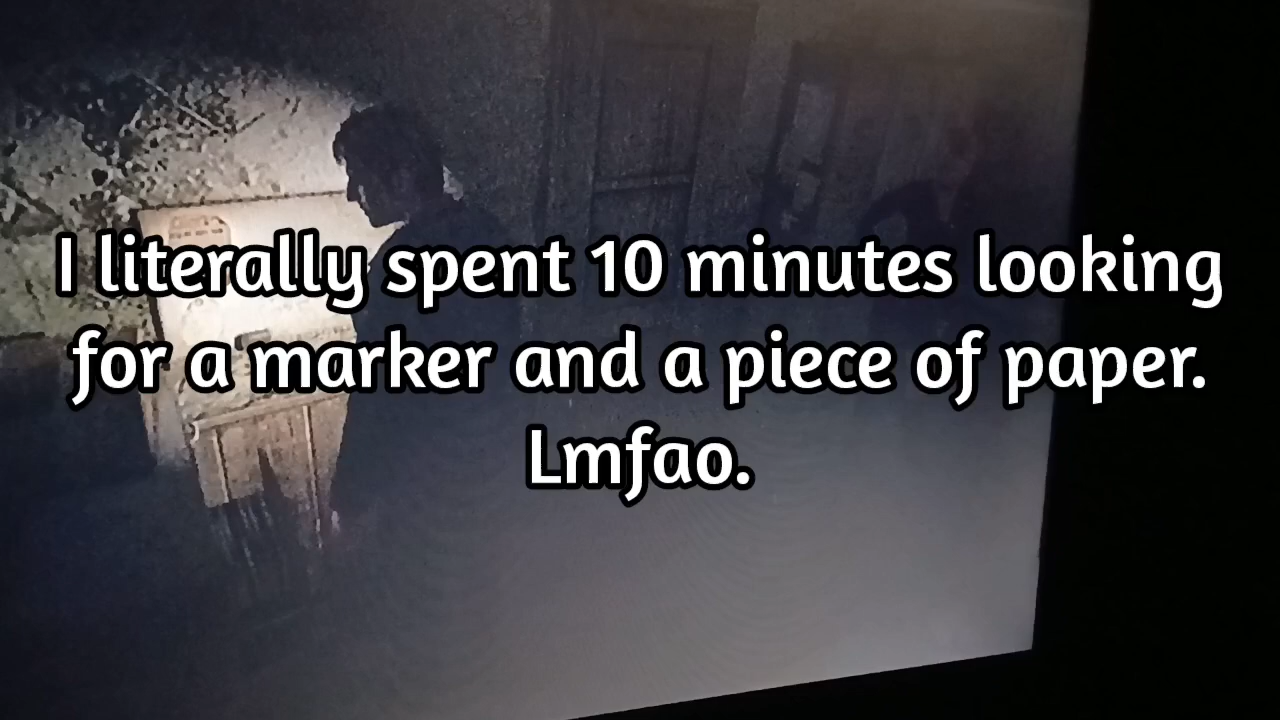 I literally spent 10 minutes looking
for a marker and a piece of paper.
Lmfao.